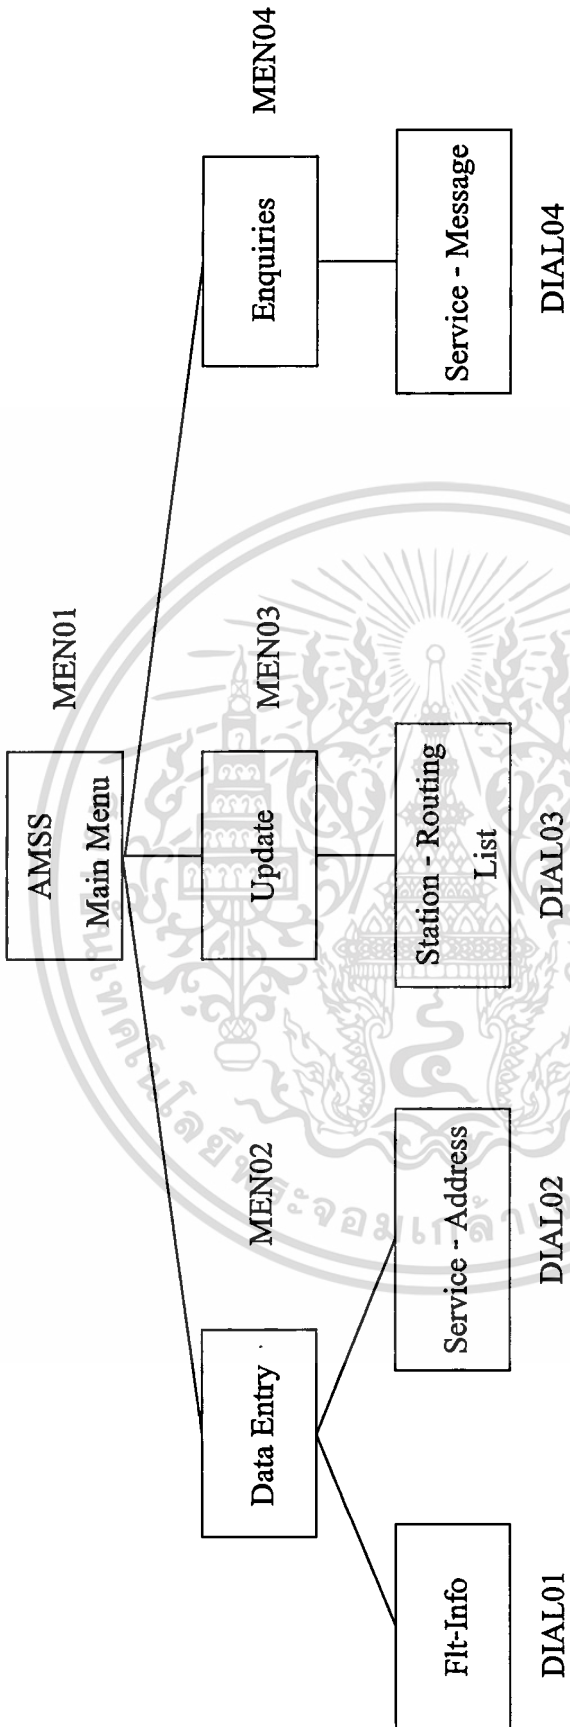 AMSS
Main Menu
MEN01
Data Entry
MEN02
Update
MEN03
Enquiries
MEN04
Flt-Info
DIAL01
Service - Address
DIAL02
Station - Routing
List
DIAL03
Service - Message
DIAL04